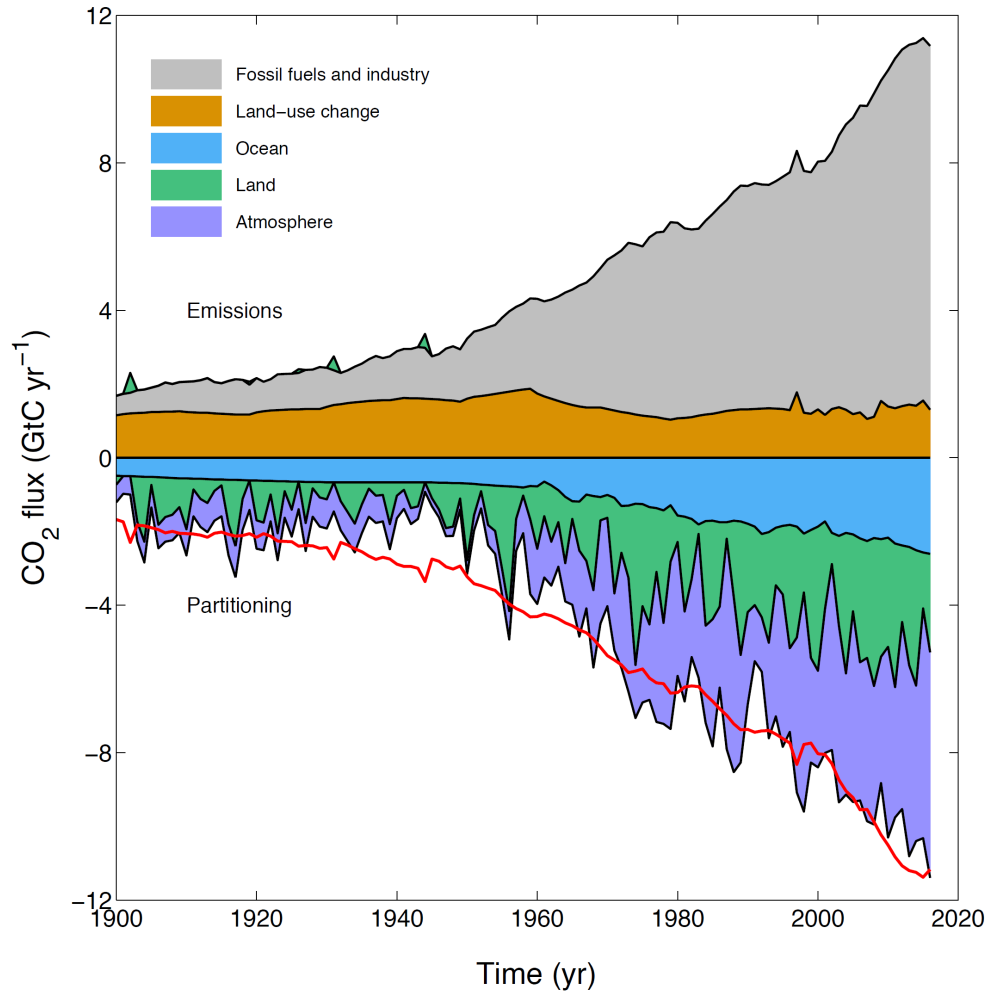 12
8
4
0
−4
−8
−12
CO2 flux (GtC yr−1)
Fossil fuels and industry
Land−use change
Ocean
Land
Atmosphere
Emissions
Partitioning
1900
1920
1940
1960
1980
2000
2020
Time (yr)